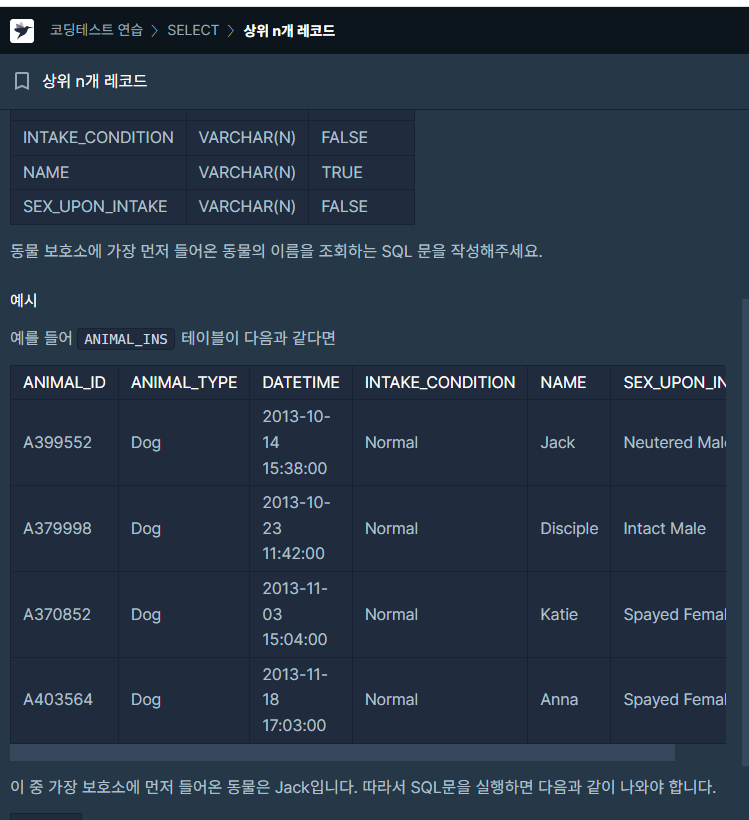 코딩테스트 연습 > SELECT > 상위 n개 레코드
상위 n개 레코드
INTAKE_CONDITION VARCHAR(N) FALSE
NAME VARCHAR(N) TRUE
SEX_UPON_INTAKE VARCHAR(N) FALSE
동물 보호소에 가장 먼저 들어온 동물의 이름을 조회하는 SQL 문을 작성해주세요.
예시
예를 들어 ANIMAL_INS 테이블이 다음과 같다면
ANIMAL_ID ANIMAL_TYPE DATETIME INTAKE_CONDITION NAME SEX_UPON_IN
A399552 Dog 2013-10-
14
15:38:00 Normal Jack Neutered Mal
A379998 Dog 2013-10-
23
11:42:00 Normal Disciple Intact Male
A370852 Dog 2013-11-
03
15:04:00 Normal Katie Spayed Femal
A403564 Dog 2013-11-
18
17:03:00 Normal Anna Spayed Femal
이 중 가장 보호소에 먼저 들어온 동물은 Jack입니다. 따라서 SQL문을 실행하면 다음과 같이 나와야 합니다.